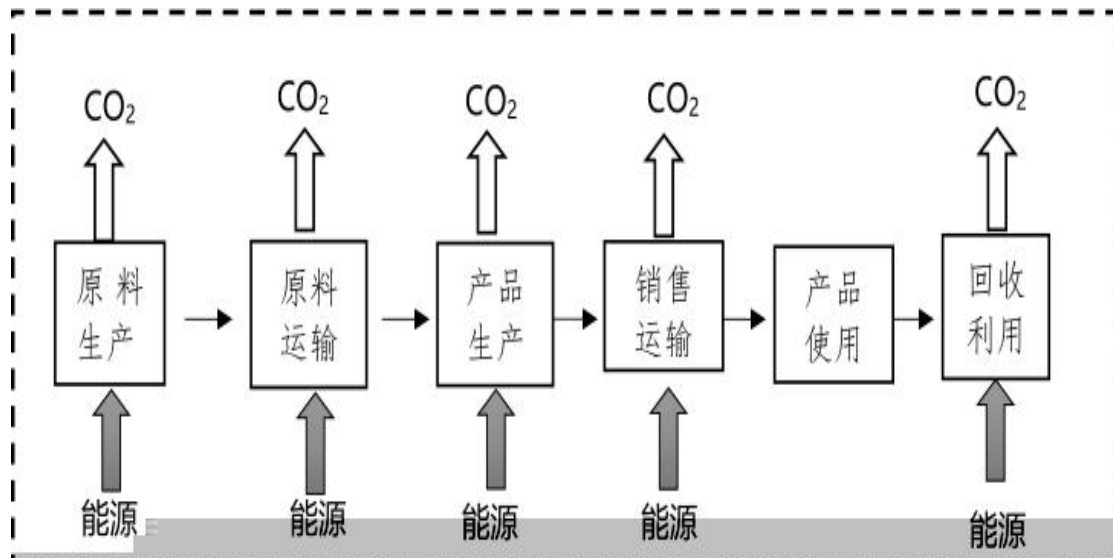 CO₂ CO₂ CO₂ CO₂ CO₂
原料
生产
原料
运输
产品
生产
销售
运输
产品
使用
回收
利用
能源 能源 能源 能源 能源